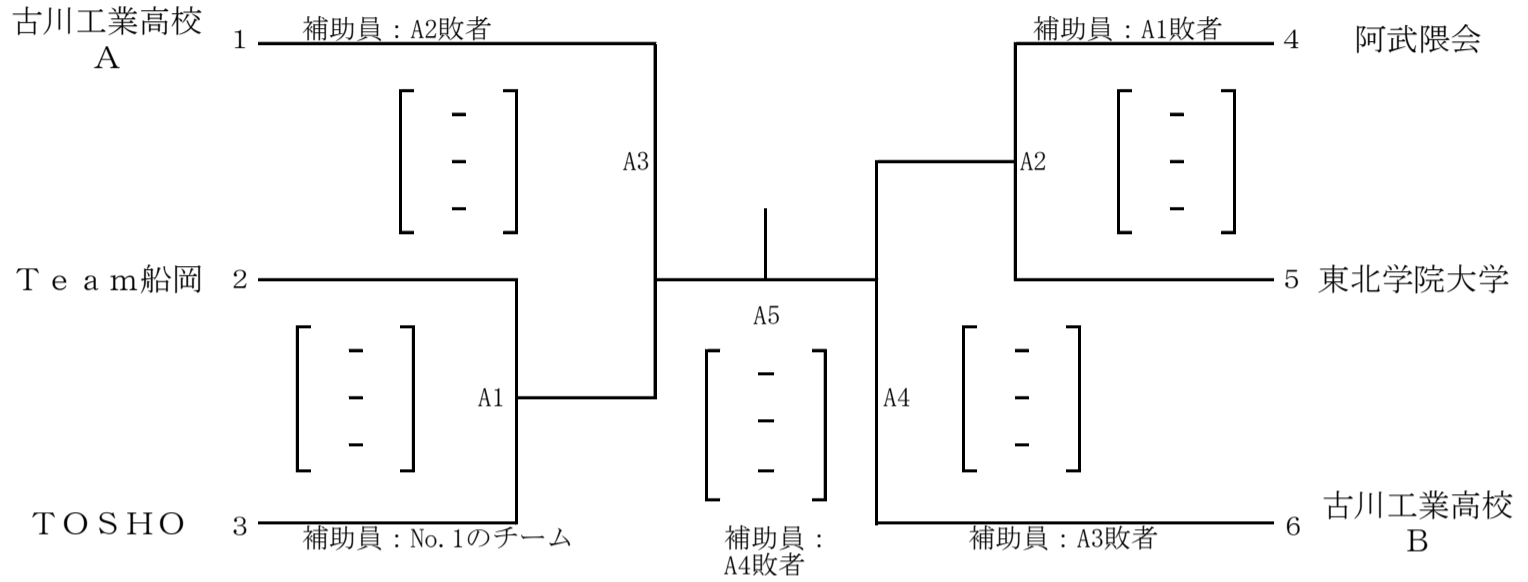 古川工業高校
A
1
補助員：A2敗者
A3
Ｔｅａｍ船岡
2
A1
ＴＯＳＨＯ
3
補助員：No.1のチーム
A5
補助員：
A4敗者
補助員：A1敗者
4
阿武隈会
A2
5
東北学院大学
A4
補助員：A3敗者
6
古川工業高校
B